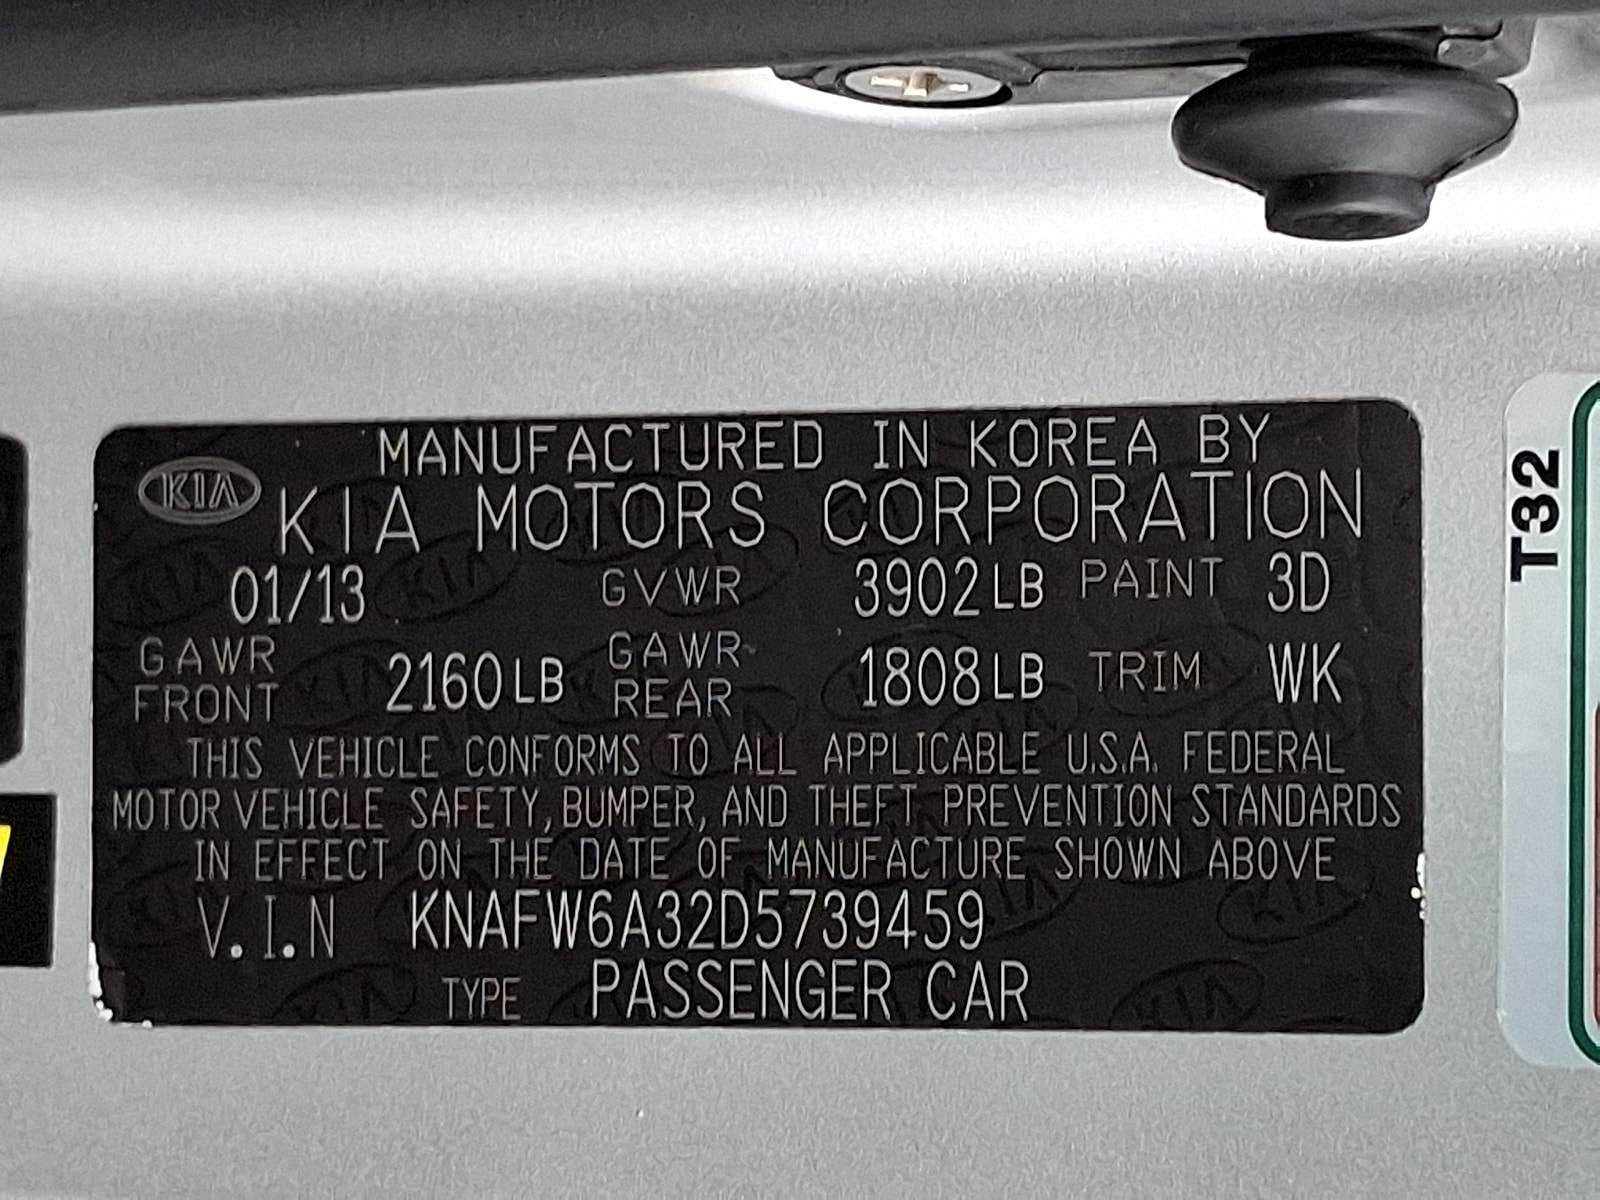 MANUFACTURED IN KOREA BY
KIA
KIA MOTORS CORPORATION
01/13 GVWR 3902LB PAINT 3D
GAWR FRONT 2160LB GAWR REAR 1808LB TRIM WK
THIS VEHICLE CONFORMS TO ALL APPLICABLE U.S.A. FEDERAL
MOTOR VEHICLE SAFETY, BUMPER, AND THEFT PREVENTION STANDARDS
IN EFFECT ON THE DATE OF MANUFACTURE SHOWN ABOVE
V.I.N KNAFW6A32D5739459
TYPE PASSENGER CAR
T32